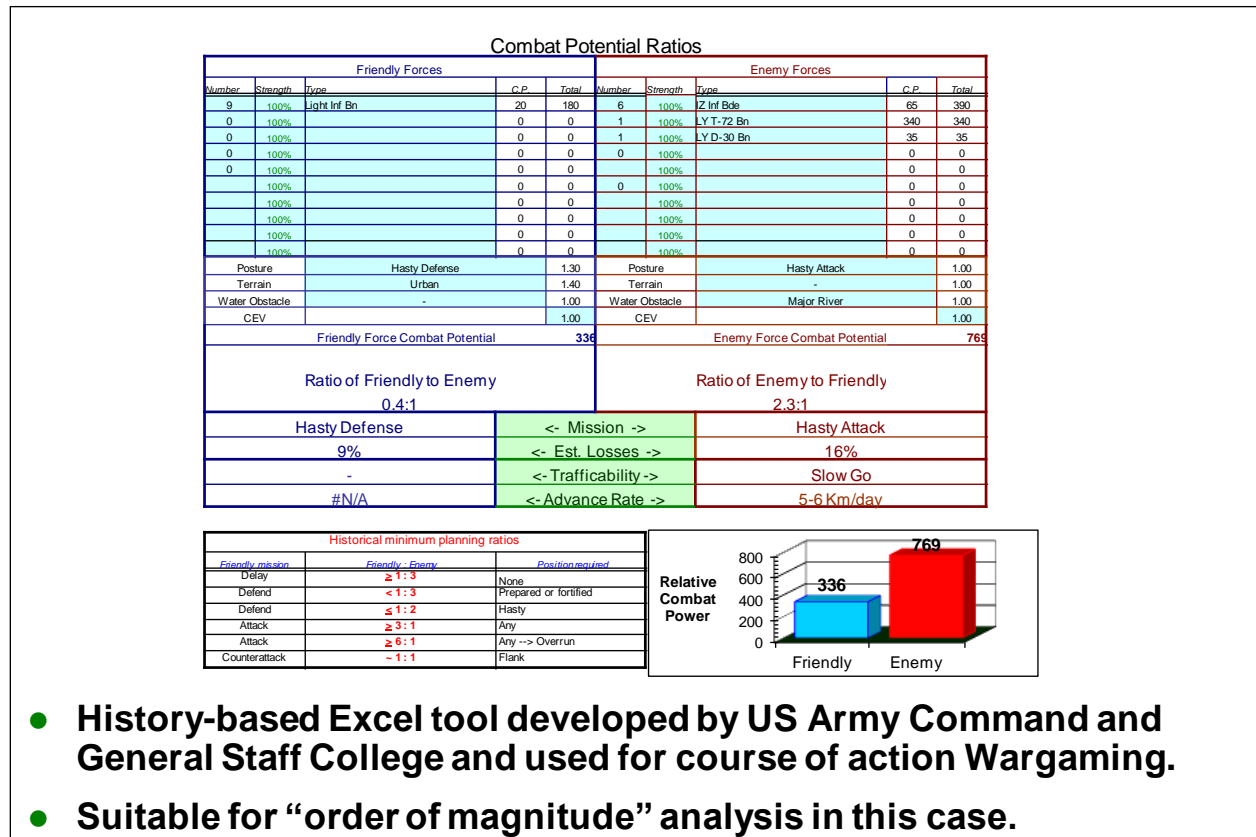 Combat Potential Ratios
Friendly Forces Enemy Forces
Number Strength Type C.P. Total Number Strength Type C.P. Total
9 100% Light Inf Bn 20 180 6 100% IZ Inf Bde 65 390
0 100% 0 0 1 100% LY T-72 Bn 340 340
0 100% 0 0 1 100% LY D-30 Bn 35 35
0 100% 0 0 0 100% 0 0
0 100% 0 0 100% 0 0
100% 0 0 0 100% 0 0
100% 0 0 100% 0 0
100% 0 0 100% 0 0
100% 0 0 100% 0 0
100% 0 0 100% 0 0
Posture Hasty Defense 1.30 Posture Hasty Attack 1.00
Terrain Urban 1.40 Terrain - 1.00
Water Obstacle - 1.00 Water Obstacle Major River 1.00
CEV 1.00 CEV 1.00
Friendly Force Combat Potential 336 Enemy Force Combat Potential 769
Ratio of Friendly to Enemy Ratio of Enemy to Friendly
0.4:1 2.3:1
Hasty Defense <- Mission -> Hasty Attack
9% <- Est. Losses -> 16%
- <- Trafficability -> Slow Go
#N/A <- Advance Rate -> 5-6 Km/day
Historical minimum planning ratios
Friendly mission Friendly : Enemy Position required
Delay ≥ 1 : 3 None
Defend < 1 : 3 Prepared or fortified
Defend ≤ 1 : 2 Hasty
Attack ≥ 3 : 1 Any
Attack ≥ 6 : 1 Any --> Overrun
Counterattack ~ 1 : 1 Flank
Relative
Combat
Power
800
600
400
200
0
336
769
Friendly Enemy
● History-based Excel tool developed by US Army Command and
General Staff College and used for course of action Wargaming.
● Suitable for “order of magnitude” analysis in this case.